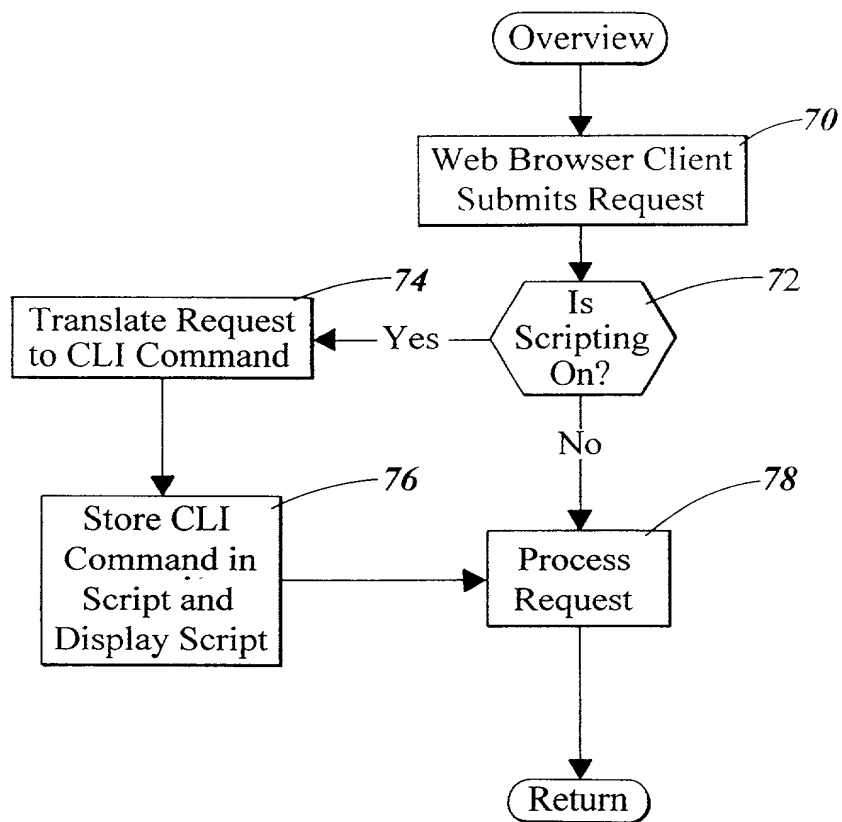 Overview
70
Web Browser Client
Submits Request
72
Is
Scripting
On?
Yes
74
Translate Request
to CLI Command
No
76
Store CLI
Command in
Script and
Display Script
78
Process
Request
Return